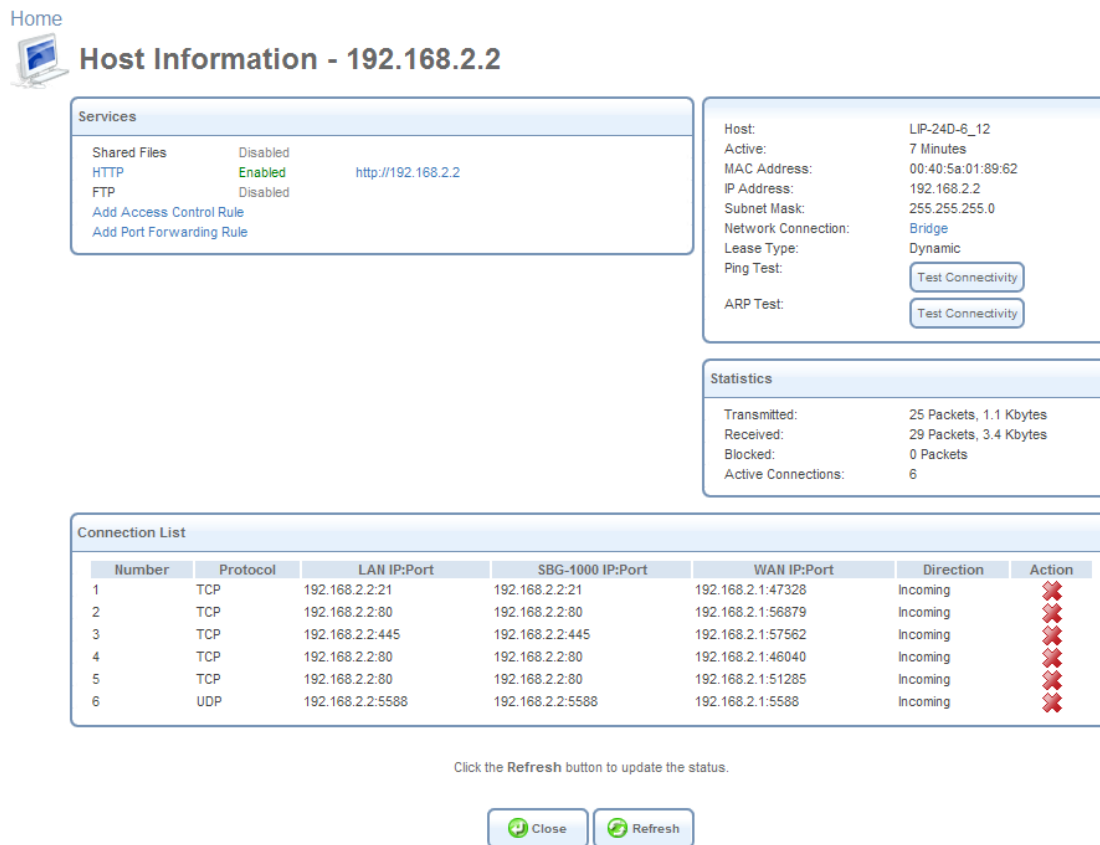 Home
Host Information - 192.168.2.2
Services
Shared Files Disabled
HTTP Enabled http://192.168.2.2
FTP Disabled
Add Access Control Rule
Add Port Forwarding Rule
Host: LIP-24D-6_12
Active: 7 Minutes
MAC Address: 00:40:5a:01:89:62
IP Address: 192.168.2.2
Subnet Mask: 255.255.255.0
Network Connection: Bridge
Lease Type: Dynamic
Ping Test: Test Connectivity
ARP Test: Test Connectivity
Statistics
Transmitted: 25 Packets, 1.1 Kbytes
Received: 29 Packets, 3.4 Kbytes
Blocked: 0 Packets
Active Connections: 6
Connection List
Number Protocol LAN IP:Port SBG-1000 IP:Port WAN IP:Port Direction Action
1 TCP 192.168.2.2:21 192.168.2.2:21 192.168.2.1:47328 Incoming
2 TCP 192.168.2.2:80 192.168.2.2:80 192.168.2.1:56879 Incoming
3 TCP 192.168.2.2:445 192.168.2.2:445 192.168.2.1:57562 Incoming
4 TCP 192.168.2.2:80 192.168.2.2:80 192.168.2.1:46040 Incoming
5 TCP 192.168.2.2:80 192.168.2.2:80 192.168.2.1:51285 Incoming
6 UDP 192.168.2.2:5588 192.168.2.2:5588 192.168.2.1:5588 Incoming
Click the Refresh button to update the status.
Close Refresh